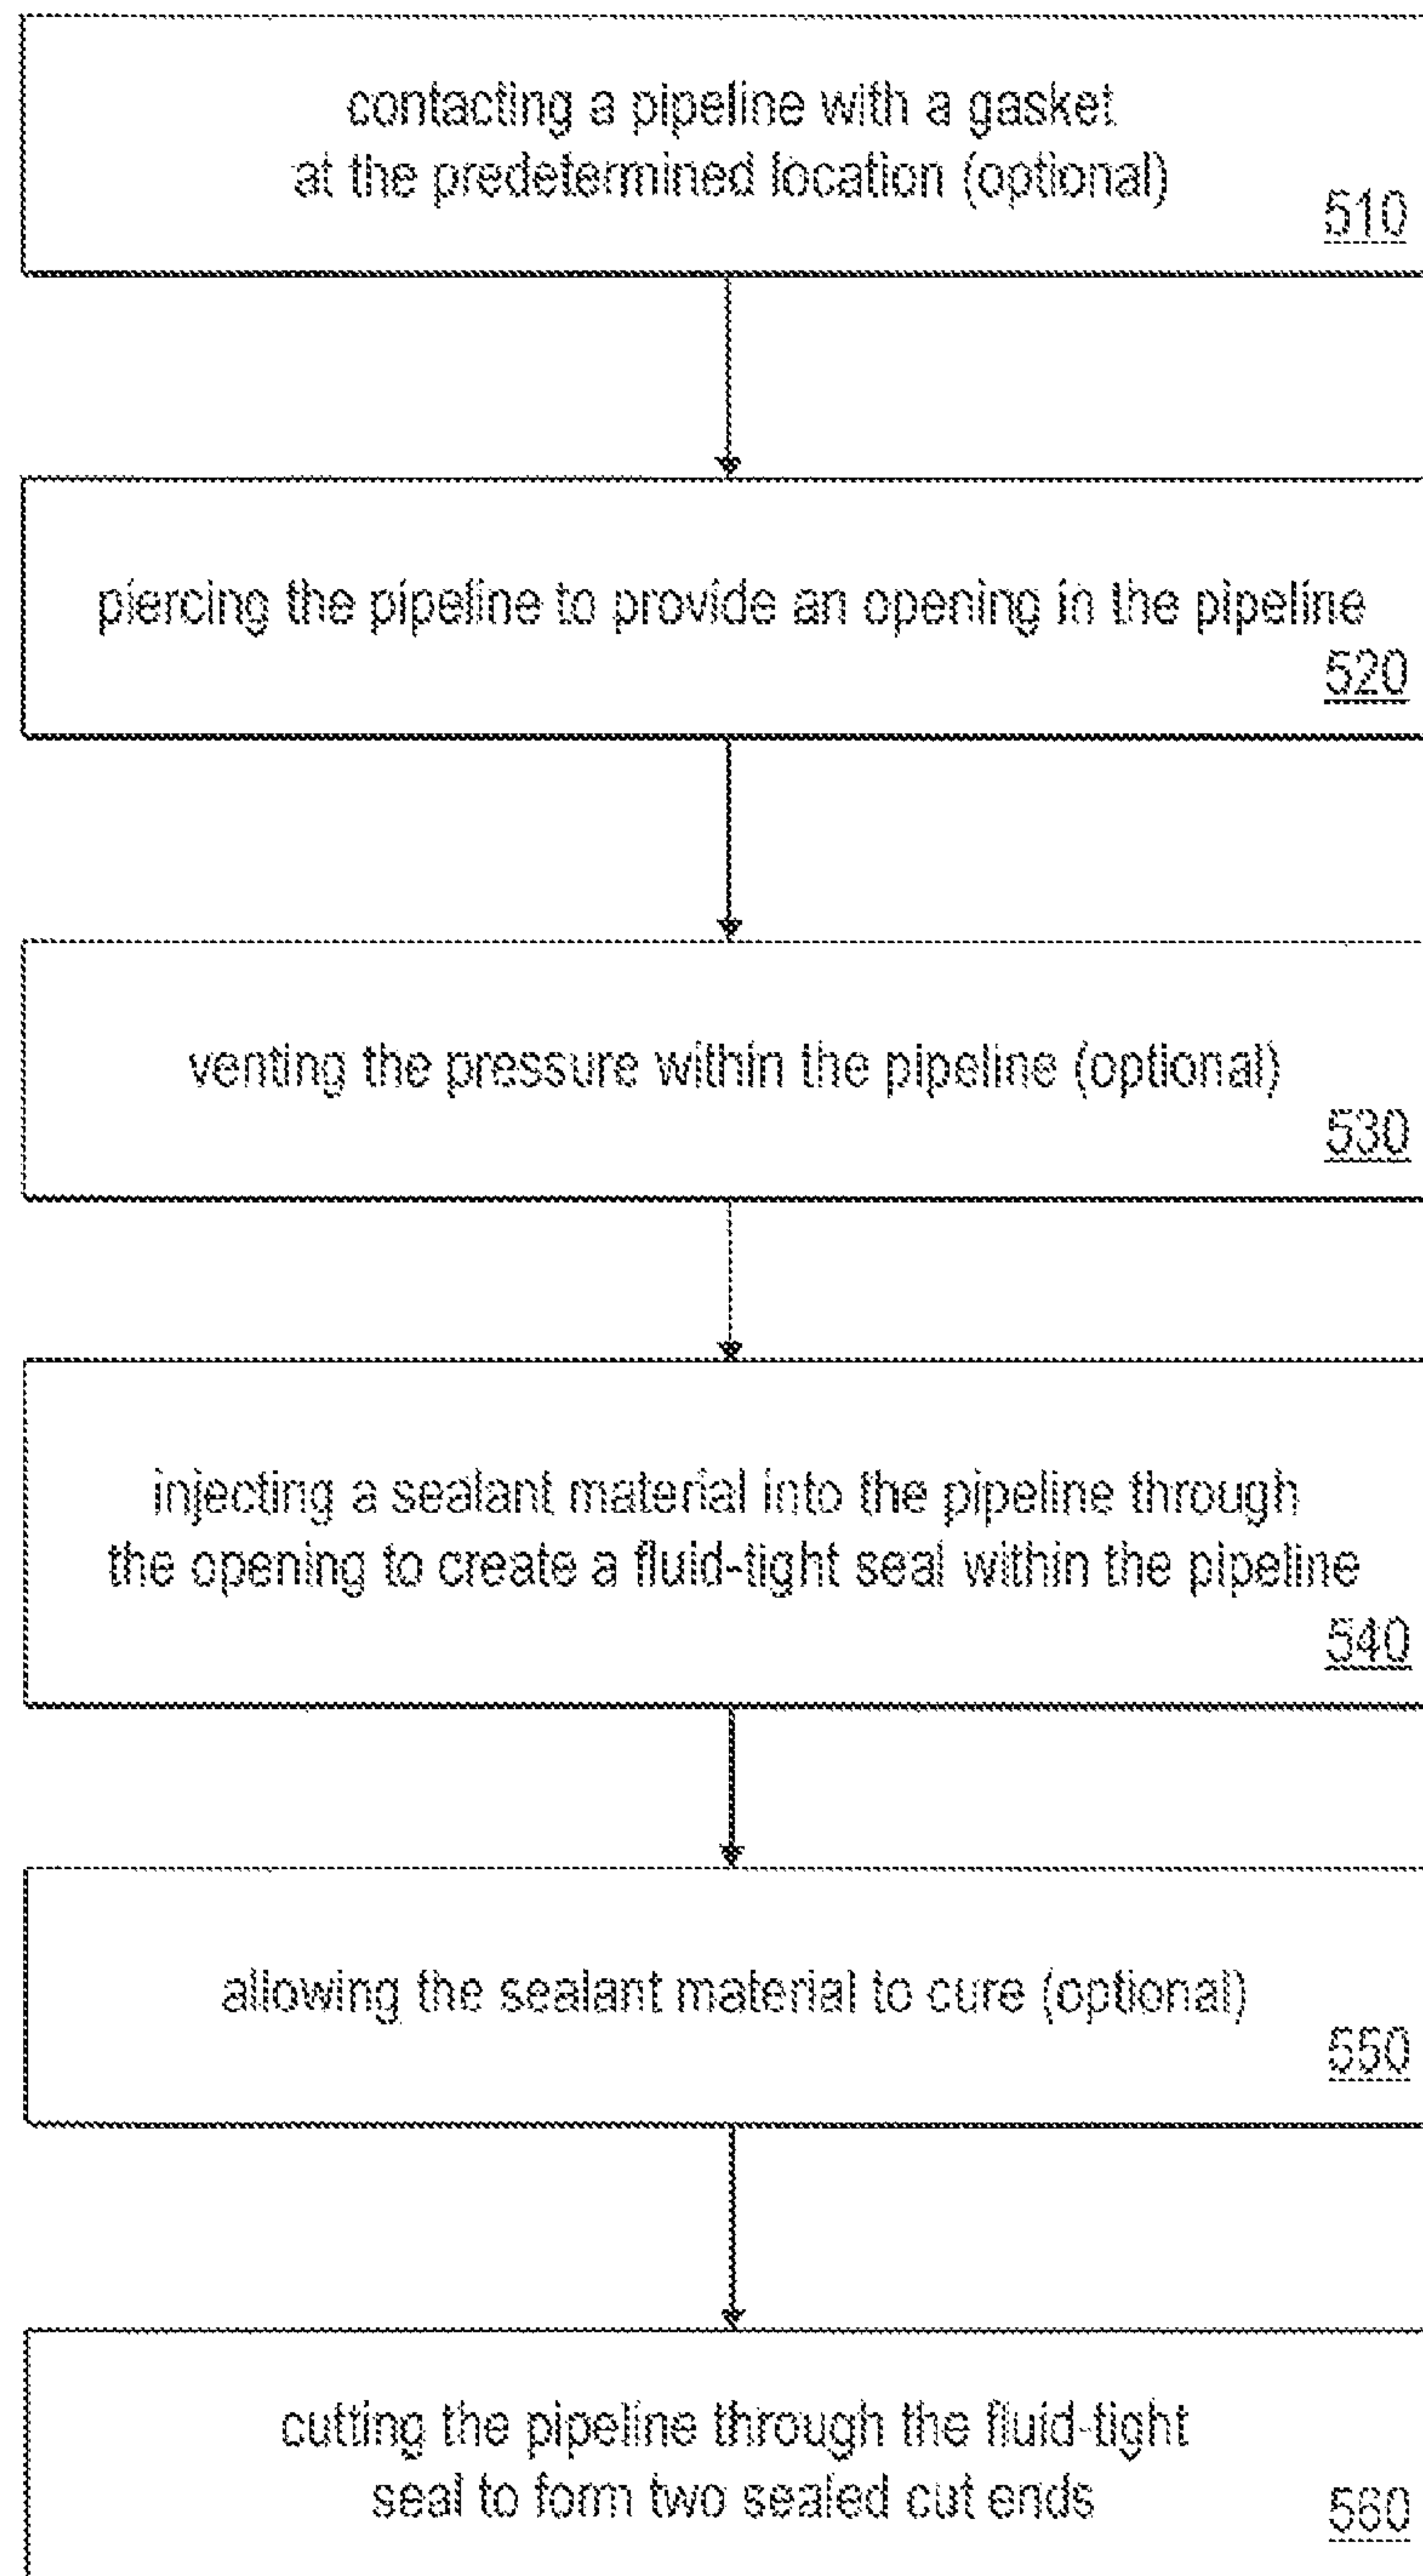 contacting a pipeline with a gasket
at the predetermined location (optional)
510
piercing the pipeline to provide an opening in the pipeline
520
venting the pressure within the pipeline (optional)
530
injecting a sealant material into the pipeline through
the opening to create a fluid-tight seal within the pipeline
540
allowing the sealant material to cure (optional)
550
cutting the pipeline through the fluid-tight
seal to form two sealed cut ends
560